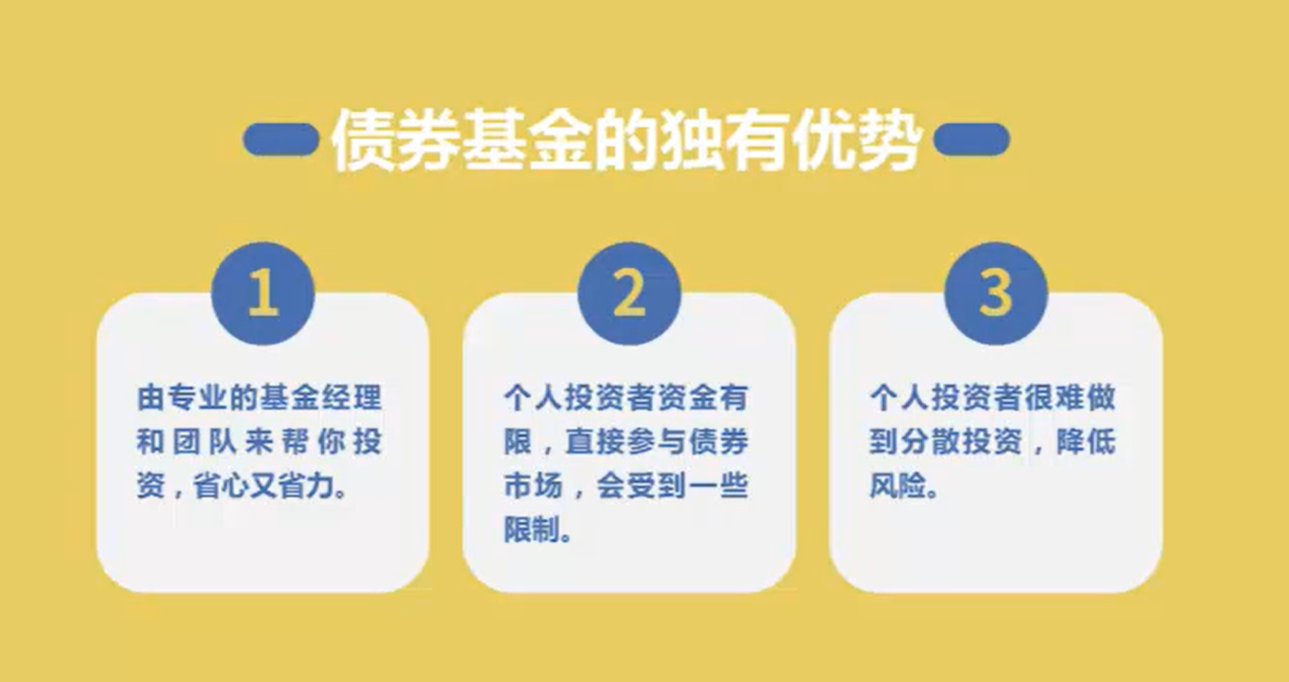 债券基金的独有优势
1
由专业的基金经理
和团队来帮你投
资，省心又省力。
2
个人投资者资金有
限，直接参与债券
市场，会受到一些
限制。
3
个人投资者很难做
到分散投资，降低
风险。